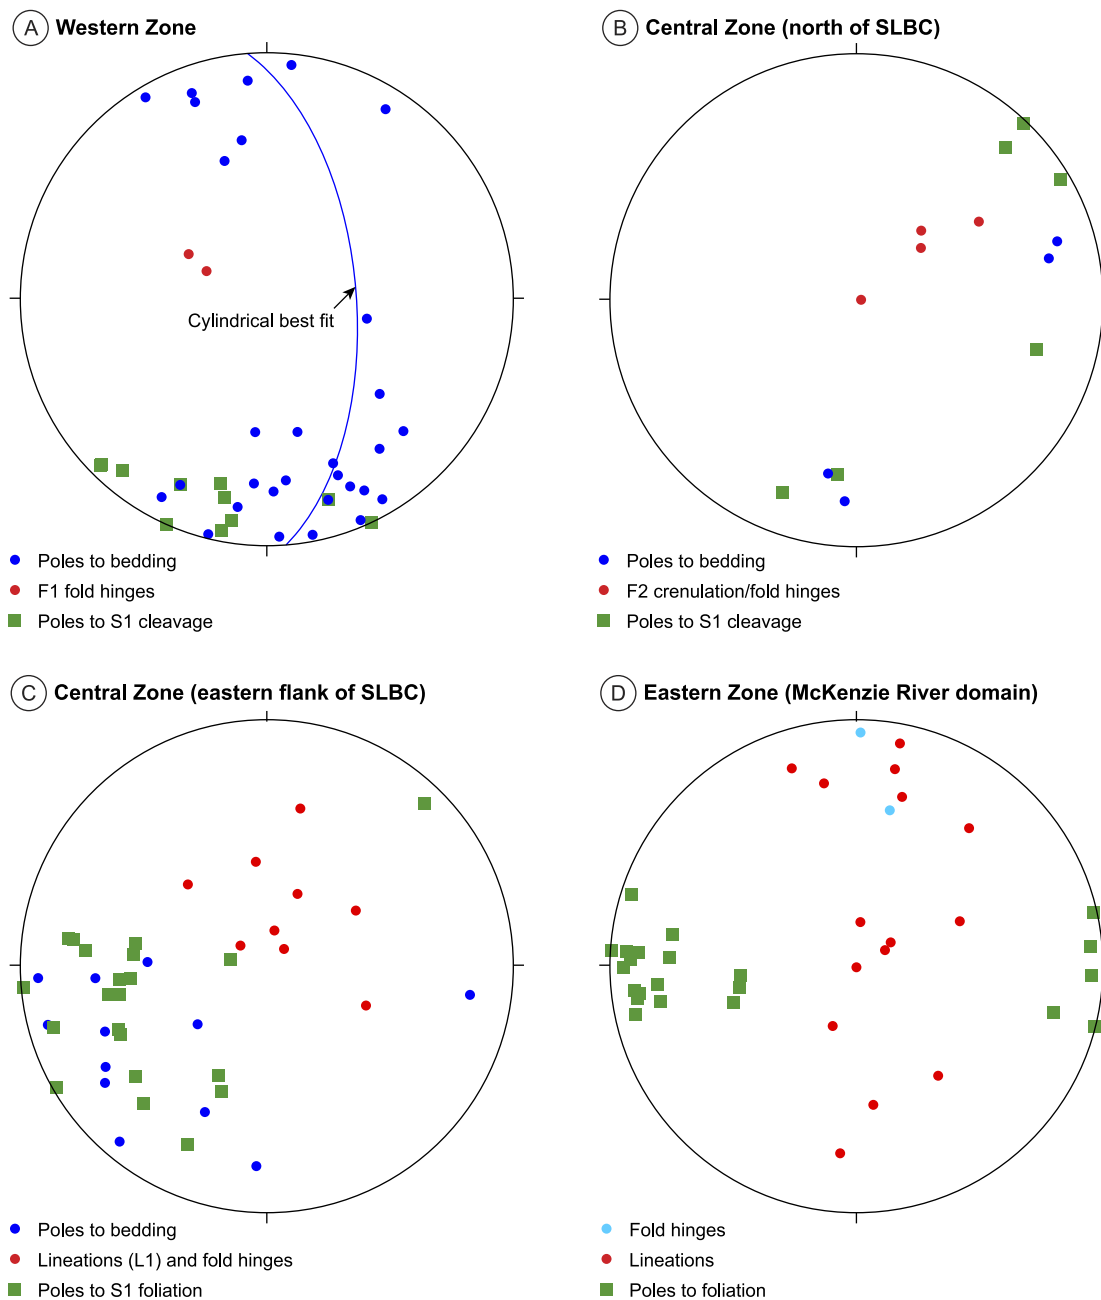 A Western Zone
B Central Zone (north of SLBC)
Cylindrical best fit
Poles to bedding
F1 fold hinges
Poles to S1 cleavage
Poles to bedding
F2 crenulation/fold hinges
Poles to S1 cleavage
C Central Zone (eastern flank of SLBC)
D Eastern Zone (McKenzie River domain)
Poles to bedding
Lineations (L1) and fold hinges
Poles to S1 foliation
Fold hinges
Lineations
Poles to foliation